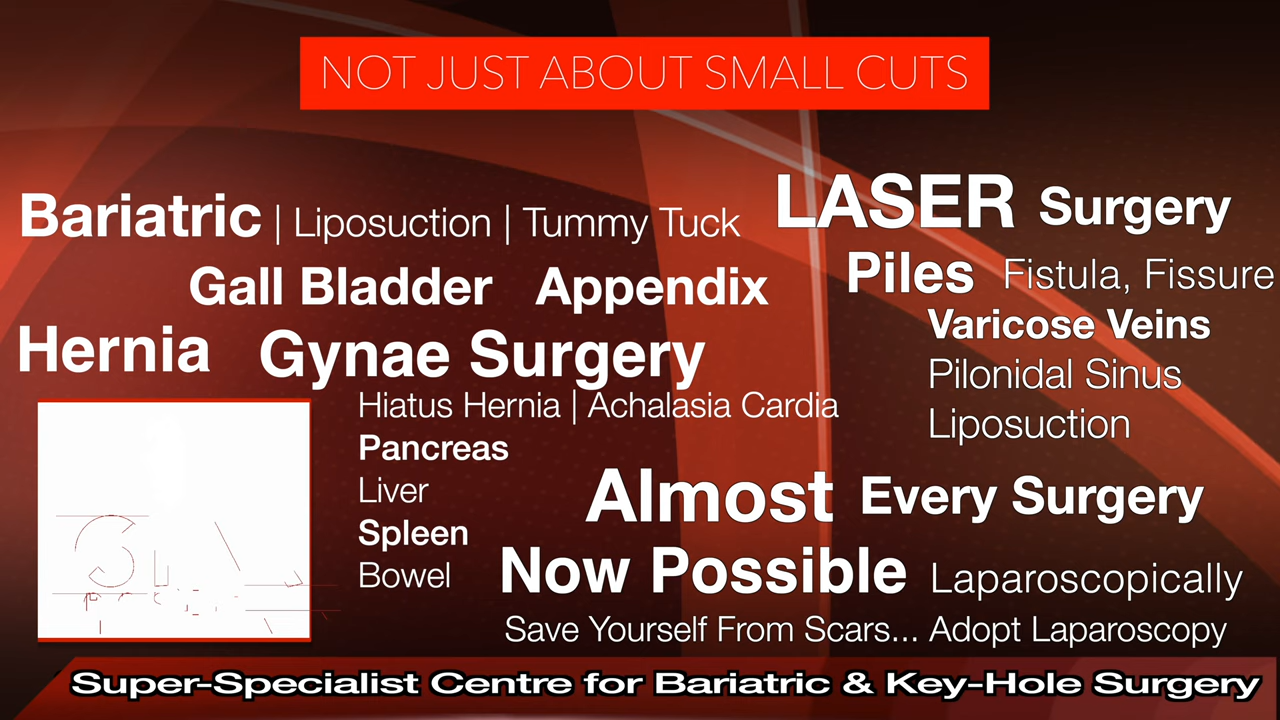 NOT JUST ABOUT SMALL CUTS
Bariatric | Liposuction | Tummy Tuck
Gall Bladder Appendix
Hernia Gynae Surgery
Hiatus Hernia | Achalasia Cardia
Pancreas
Liver
Spleen
Bowel
LASER Surgery
Piles Fistula, Fissure
Varicose Veins
Pilonidal Sinus
Liposuction
Almost Every Surgery
Now Possible Laparoscopically
Save Yourself From Scars... Adopt Laparoscopy
Super-Specialist Centre for Bariatric & Key-Hole Surgery